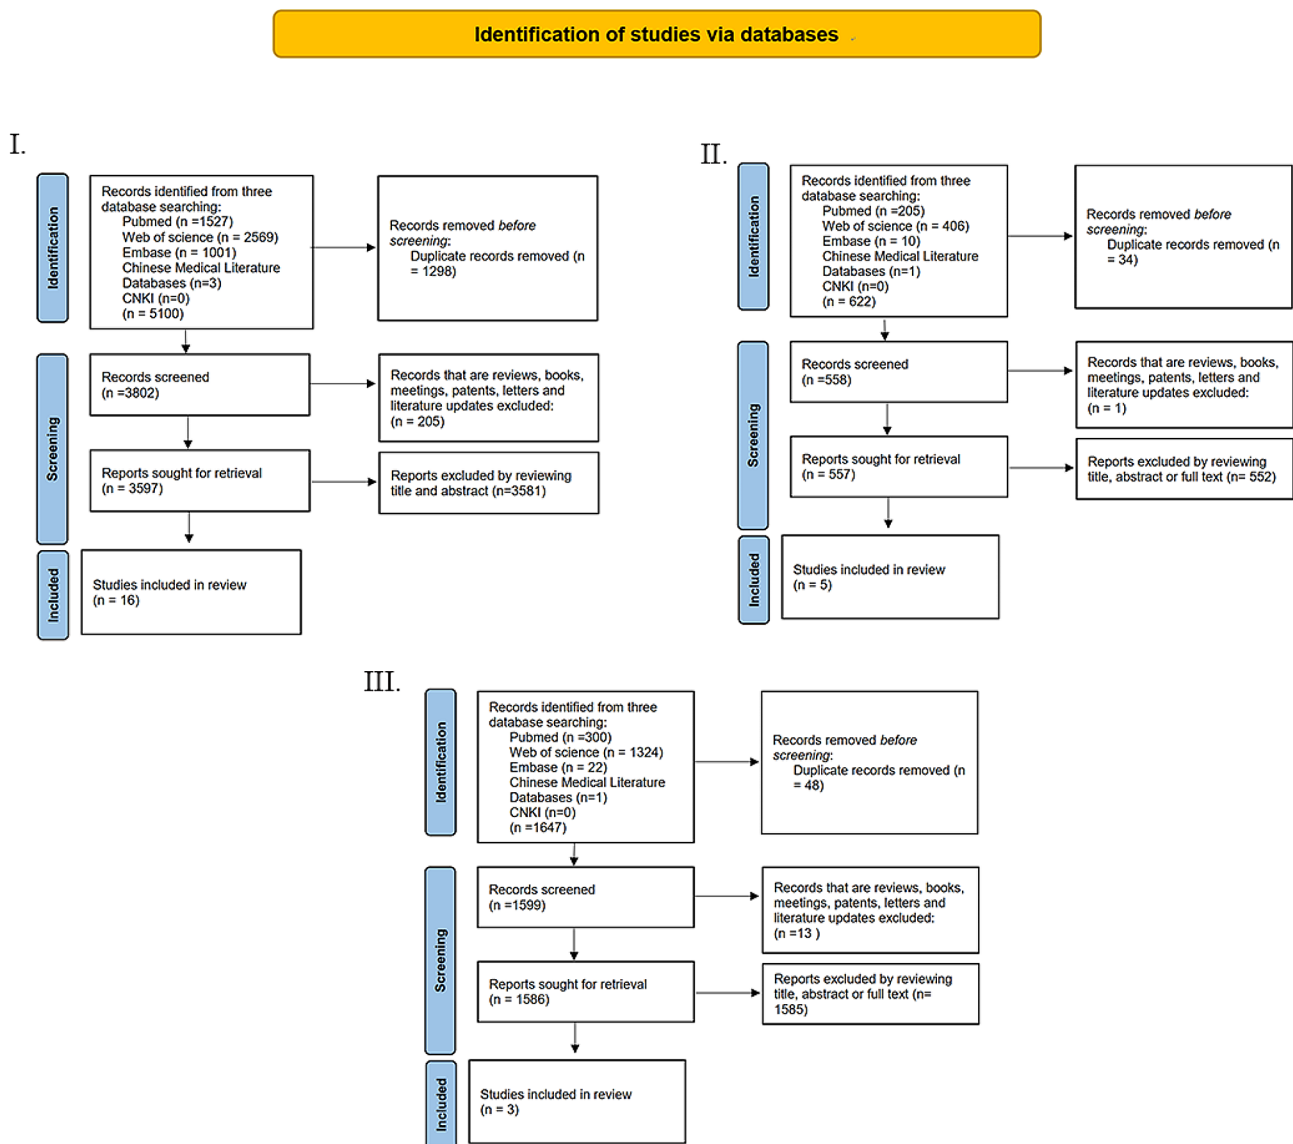 Identification of studies via databases
I.
Identification
Records identified from three
database searching:
Pubmed (n =1527)
Web of science (n = 2569)
Embase (n = 1001)
Chinese Medical Literature
Databases (n=3)
CNKI (n=0)
(n = 5100)
Records removed before
screening:
Duplicate records removed (n
= 1298)
Screening
Records screened
(n =3802)
Records that are reviews, books,
meetings, patents, letters and
literature updates excluded:
(n = 205)
Reports sought for retrieval
(n = 3597)
Reports excluded by reviewing
title and abstract (n=3581)
Included
Studies included in review
(n = 16)
II.
Identification
Records identified from three
database searching:
Pubmed (n =205)
Web of science (n = 406)
Embase (n = 10)
Chinese Medical Literature
Databases (n=1)
CNKI (n=0)
(n = 622)
Records removed before
screening:
Duplicate records removed (n
= 34)
Screening
Records screened
(n =558)
Records that are reviews, books,
meetings, patents, letters and
literature updates excluded:
(n = 1)
Reports sought for retrieval
(n = 557)
Reports excluded by reviewing
title, abstract or full text (n= 552)
Included
Studies included in review
(n = 5)
III.
Identification
Records identified from three
database searching:
Pubmed (n =300)
Web of science (n = 1324)
Embase (n = 22)
Chinese Medical Literature
Databases (n=1)
CNKI (n=0)
(n =1647)
Records removed before
screening:
Duplicate records removed (n
= 48)
Screening
Records screened
(n =1599)
Records that are reviews, books,
meetings, patents, letters and
literature updates excluded:
(n =13 )
Reports sought for retrieval
(n = 1586)
Reports excluded by reviewing
title, abstract or full text (n=
1585)
Included
Studies included in review
(n = 3)